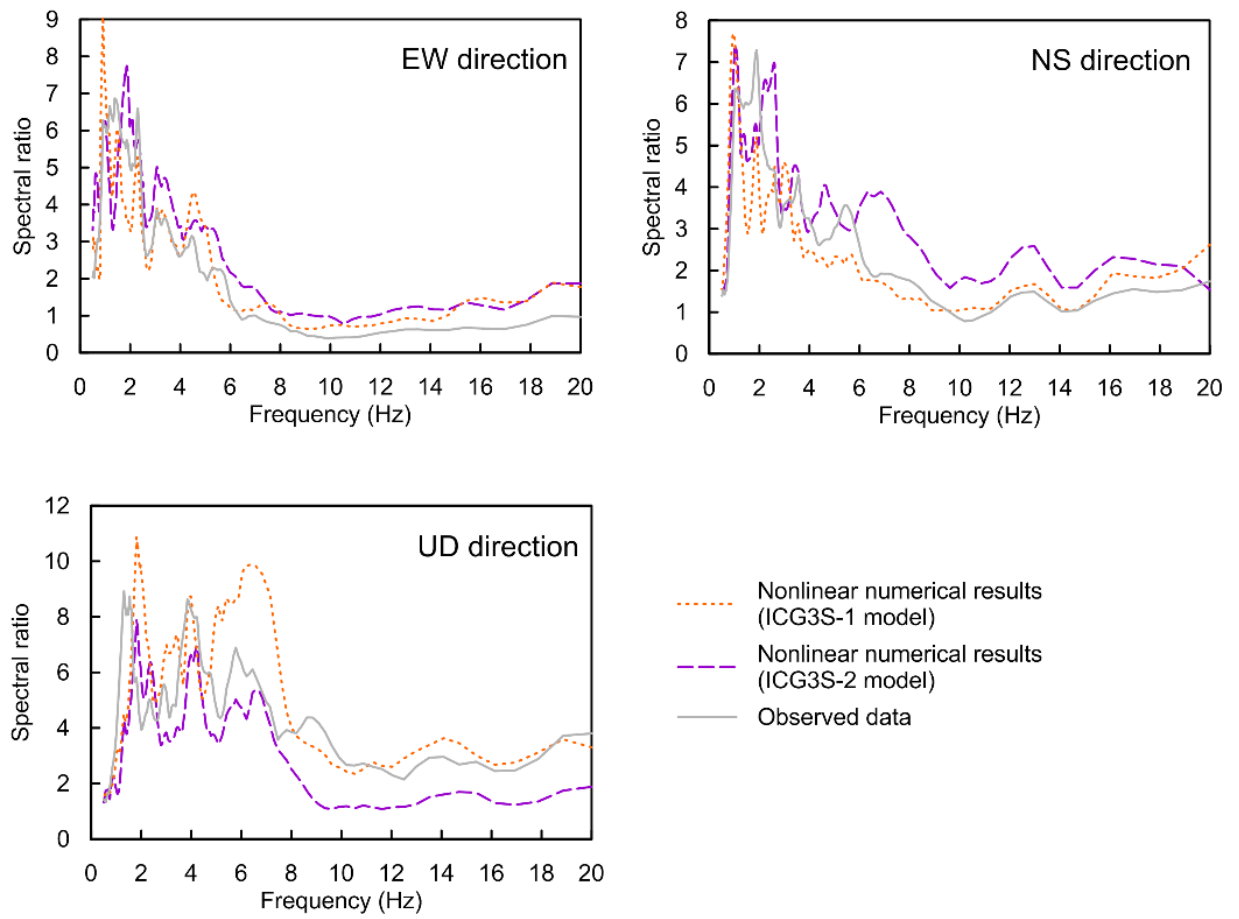 EW direction
Spectral ratio
9
8
7
6
5
4
3
2
1
0
0 2 4 6 8 10 12 14 16 18 20
Frequency (Hz)
NS direction
Spectral ratio
8
7
6
5
4
3
2
1
0
0 2 4 6 8 10 12 14 16 18 20
Frequency (Hz)
UD direction
Spectral ratio
12
10
8
6
4
2
0
0 2 4 6 8 10 12 14 16 18 20
Frequency (Hz)
Nonlinear numerical results
(ICG3S-1 model)
Nonlinear numerical results
(ICG3S-2 model)
Observed data